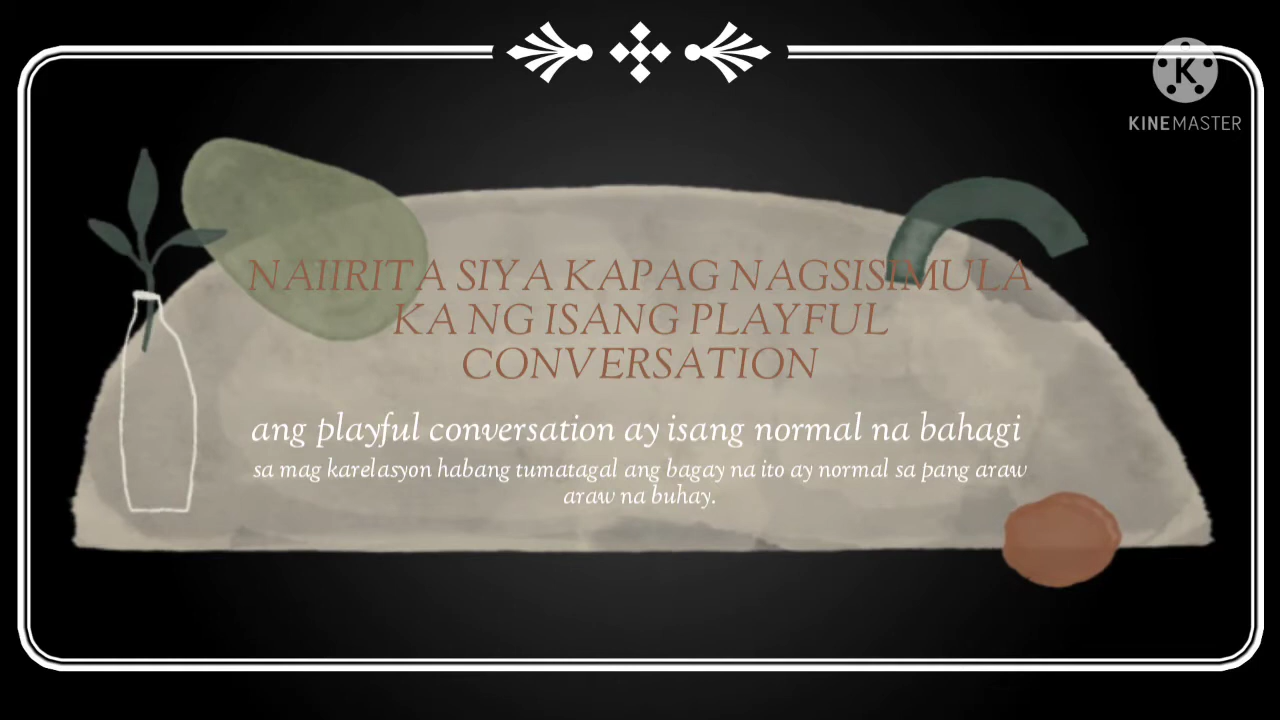 K
KINEMASTER
NAIIRITA SIYA KAPAG NAGSISIMULA
KA NG ISANG PLAYFUL
CONVERSATION
ang playful conversation ay isang normal na bahagi
sa mag karelasyon habang tumatagal ang bagay na ito ay normal sa pang araw
araw na buhay.